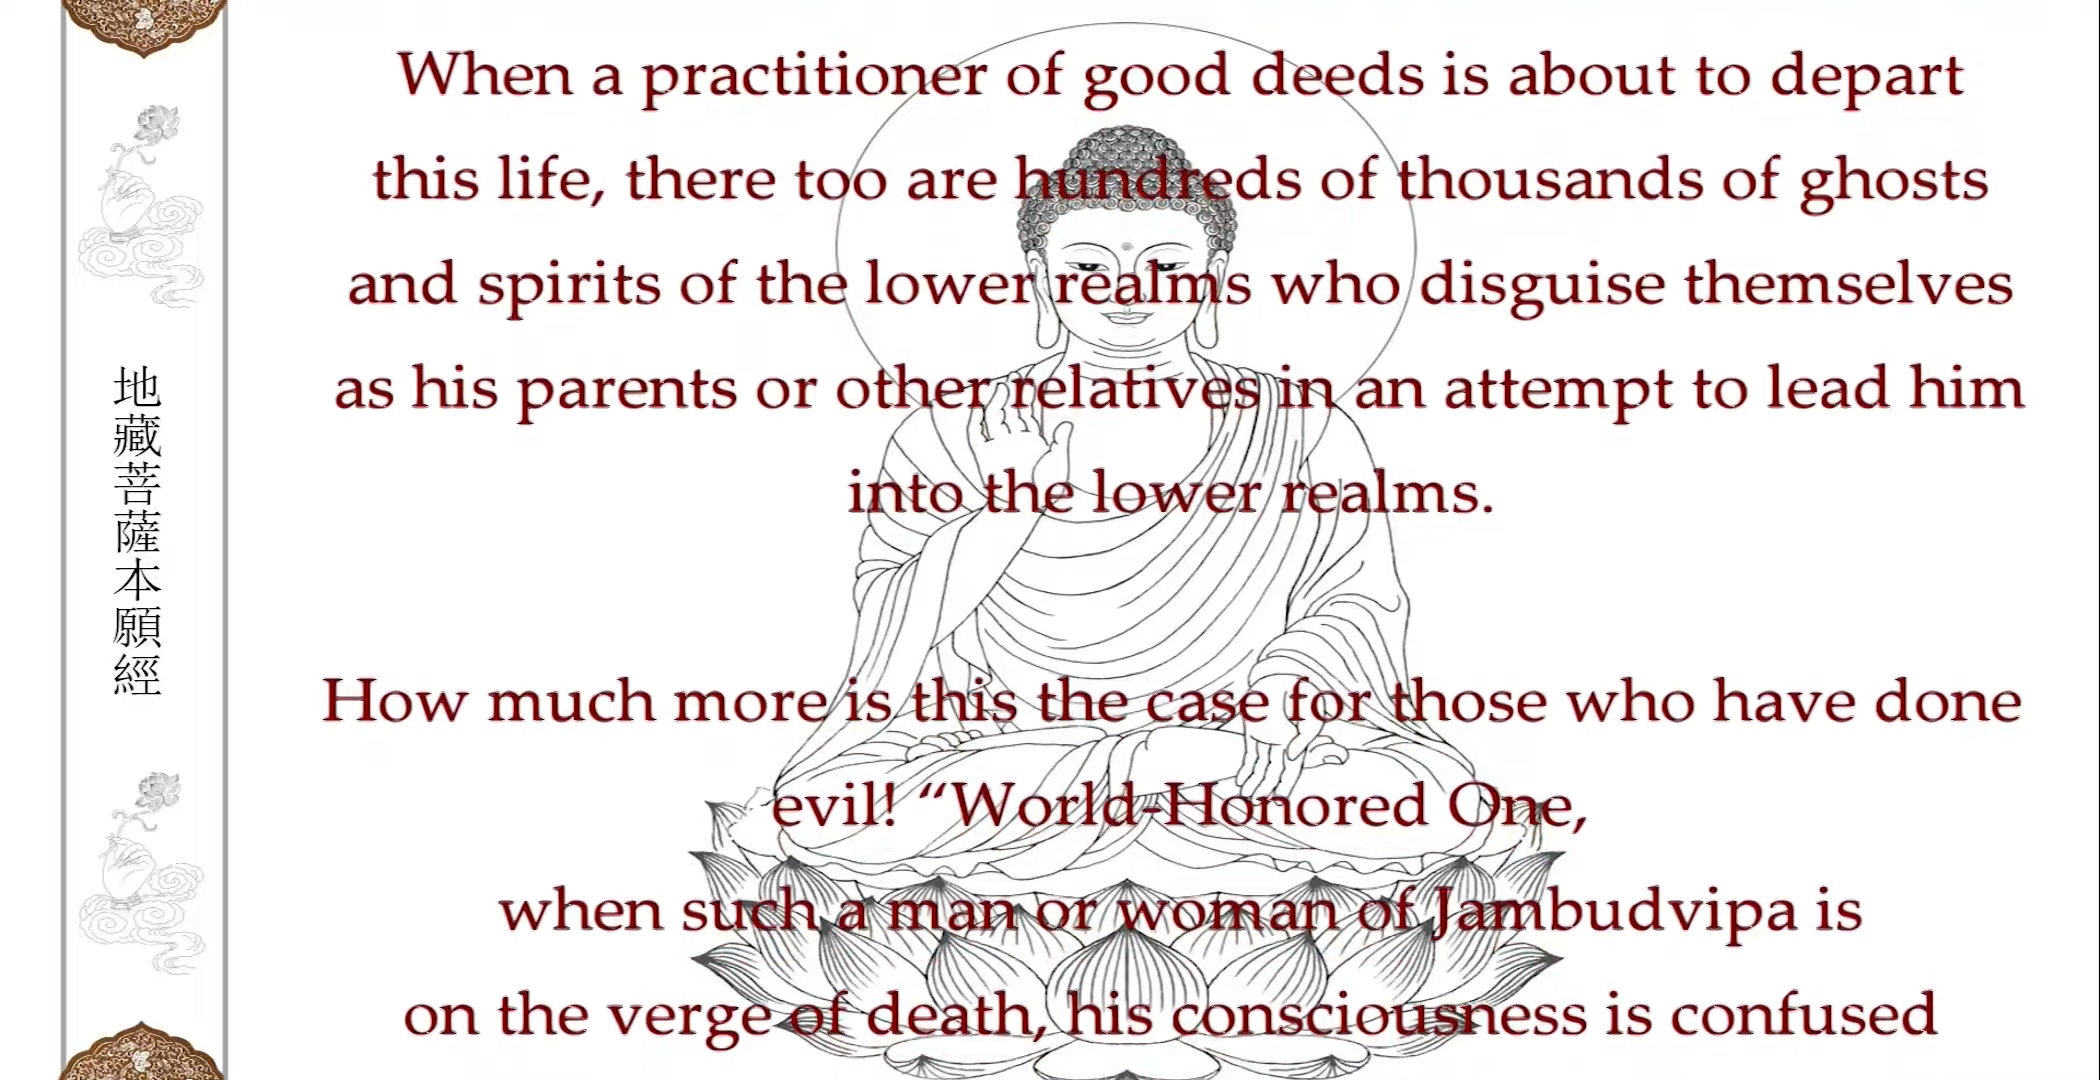 地藏菩薩本願經
When a practitioner of good deeds is about to depart
this life, there too are hundreds of thousands of ghosts
and spirits of the lower realms who disguise themselves
as his parents or other relatives in an attempt to lead him
into the lower realms.
How much more is this the case for those who have done
evil! “World-Honored One,
when such a man or woman of Jambudvipa is
on the verge of death, his consciousness is confused